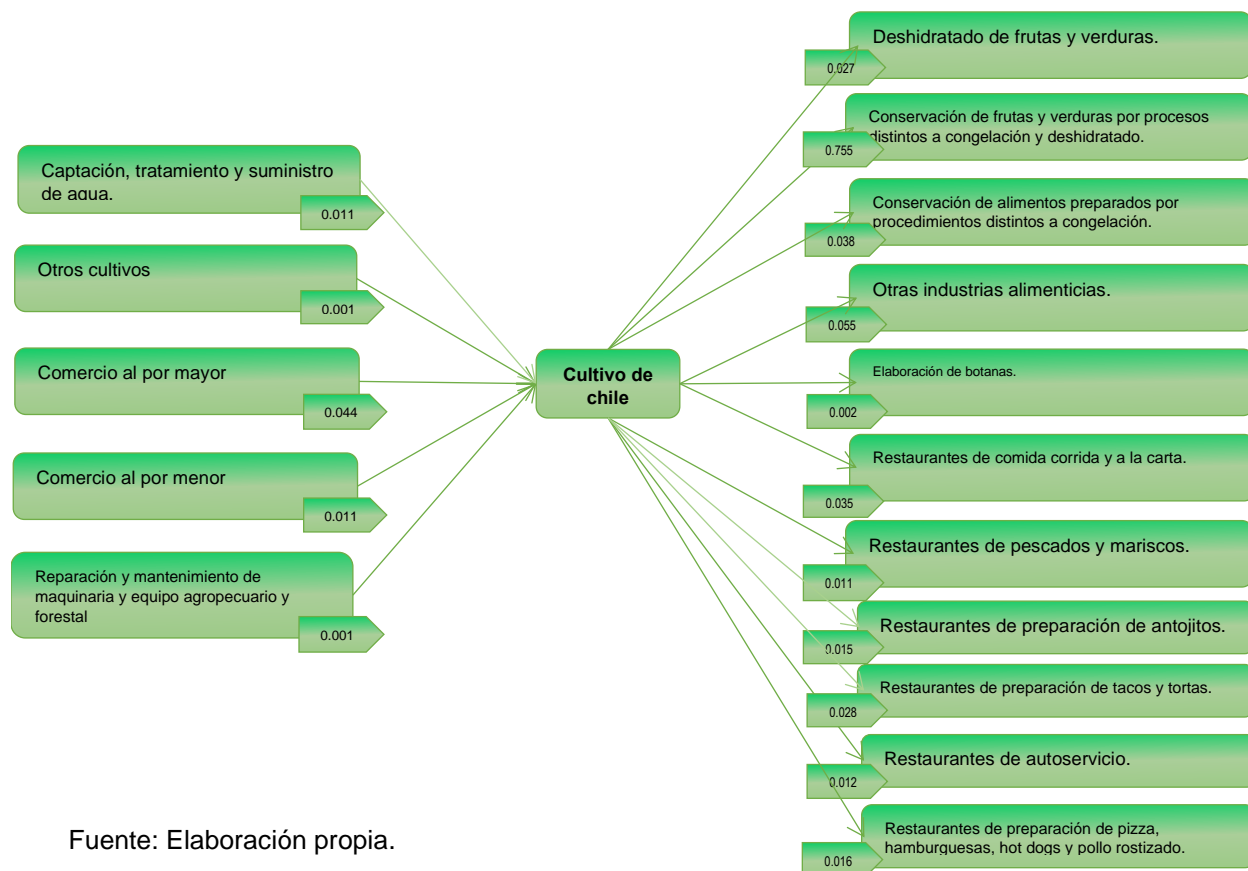 Captación, tratamiento y suministro
de agua.
0.011
Otros cultivos
0.001
Comercio al por mayor
0.044
Comercio al por menor
0.011
Reparación y mantenimiento de
maquinaria y equipo agropecuario y
forestal
0.001
Cultivo de
chile
Deshidratado de frutas y verduras.
0.027
Conservación de frutas y verduras por procesos
distintos a congelación y deshidratado.
0.755
Conservación de alimentos preparados por
procedimientos distintos a congelación.
0.038
Otras industrias alimenticias.
0.055
Elaboración de botanas.
0.002
Restaurantes de comida corrida y a la carta.
0.035
Restaurantes de pescados y mariscos.
0.011
Restaurantes de preparación de antojitos.
0.015
Restaurantes de preparación de tacos y tortas.
0.028
Restaurantes de autoservicio.
0.012
Restaurantes de preparación de pizza,
hamburguesas, hot dogs y pollo rostizado.
0.016
Fuente: Elaboración propia.